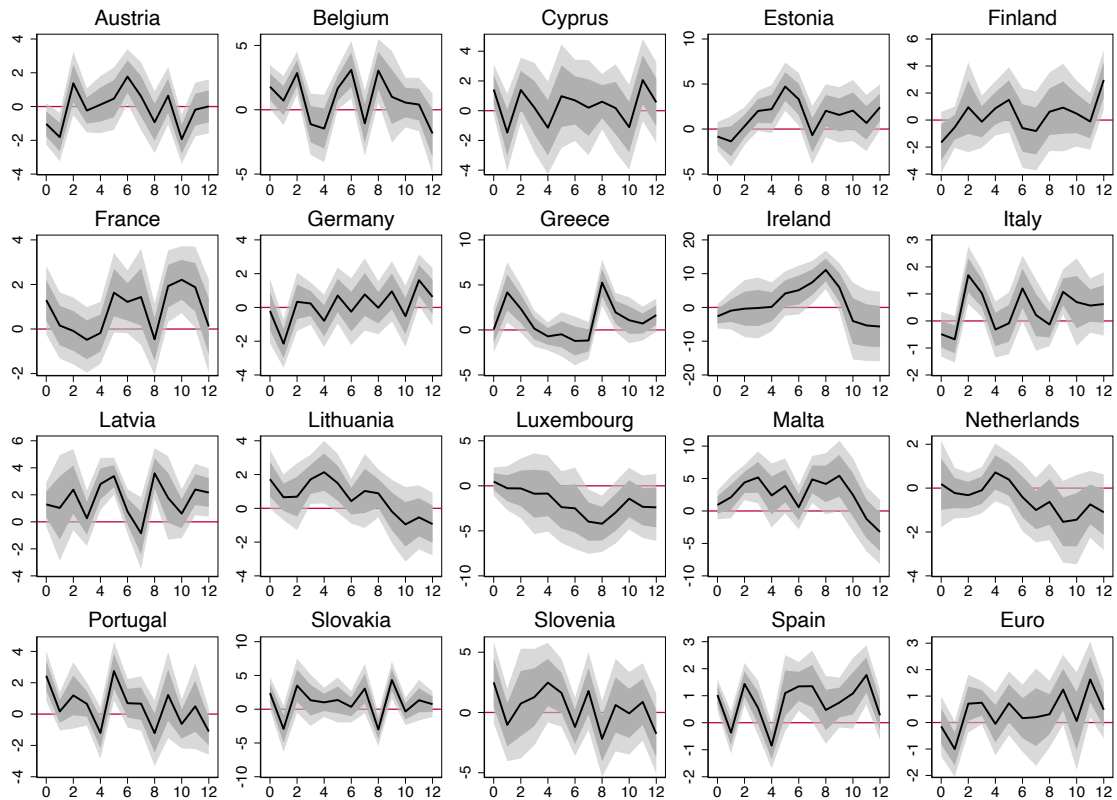 Austria Belgium Cyprus Estonia Finland
4 5 4 10 4 6
2 2 5 4
0 0 0 0 2
-2 -2 0 0
-4 -5 -4 -5 -2
-4
0 2 4 6 8 10 12 0 2 4 6 8 10 12 0 2 4 6 8 10 12 0 2 4 6 8 10 12 0 2 4 6 8 10 12
France Germany Greece Ireland Italy
4 4 10 20 3
2 2 5 10 2
0 0 0 0 1
-2 -2 -5 -10 0
-4 -20 -1
-2
0 2 4 6 8 10 12 0 2 4 6 8 10 12 0 2 4 6 8 10 12 0 2 4 6 8 10 12 0 2 4 6 8 10 12
Latvia Lithuania Luxembourg Malta Netherlands
6 4 5 15 2
4 2 0 10 0
2 0 -5 5 -2
0 -2 -10 0 -4
-2 -4 -5
-4 -10
0 2 4 6 8 10 12 0 2 4 6 8 10 12 0 2 4 6 8 10 12 0 2 4 6 8 10 12 0 2 4 6 8 10 12
Portugal Slovakia Slovenia Spain Euro
4 10 5 3 3
2 5 0 2 2
0 0 -5 1 1
-2 -5 0 0
-4 -10 -1 -1
-2 -2
0 2 4 6 8 10 12 0 2 4 6 8 10 12 0 2 4 6 8 10 12 0 2 4 6 8 10 12 0 2 4 6 8 10 12